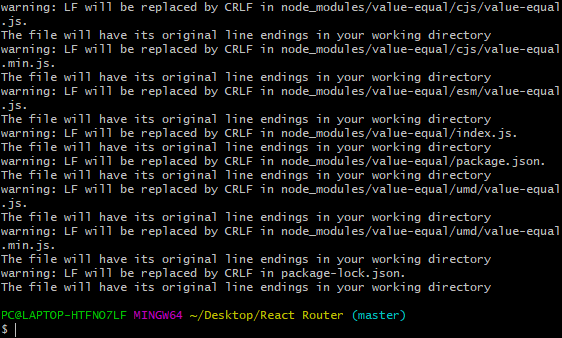 warning: LF will be replaced by CRLF in node_modules/value-equal/cjs/value-equal
.js.
The file will have its original line endings in your working directory
warning: LF will be replaced by CRLF in node_modules/value-equal/cjs/value-equal
.min.js.
The file will have its original line endings in your working directory
warning: LF will be replaced by CRLF in node_modules/value-equal/esm/value-equal
.js.
The file will have its original line endings in your working directory
warning: LF will be replaced by CRLF in node_modules/value-equal/index.js.
The file will have its original line endings in your working directory
warning: LF will be replaced by CRLF in node_modules/value-equal/package.json.
The file will have its original line endings in your working directory
warning: LF will be replaced by CRLF in node_modules/value-equal/umd/value-equal
.js.
The file will have its original line endings in your working directory
warning: LF will be replaced by CRLF in node_modules/value-equal/umd/value-equal
.min.js.
The file will have its original line endings in your working directory
warning: LF will be replaced by CRLF in package-lock.json.
The file will have its original line endings in your working directory
PC@LAPTOP-HTFNO7LF MINGW64 ~/Desktop/React Router (master)
$